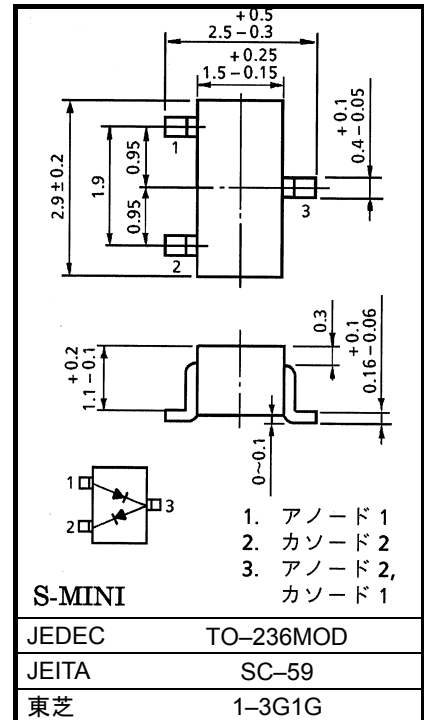 +0.5
2.5−0.3
+0.25
1.5−0.15
+0.1
0.4−0.05
2.9±0.2
1.9
0.95
0.95
1
2
3
+0.2
1.1−0.1
0.3
+0.1
0.16−0.06
0~0.1
1
2
3
1. アノード 1
2. カソード 2
3. アノード 2,
カソード 1
S-MINI
JEDEC TO–236MOD
JEITA SC–59
東芝 1–3G1G